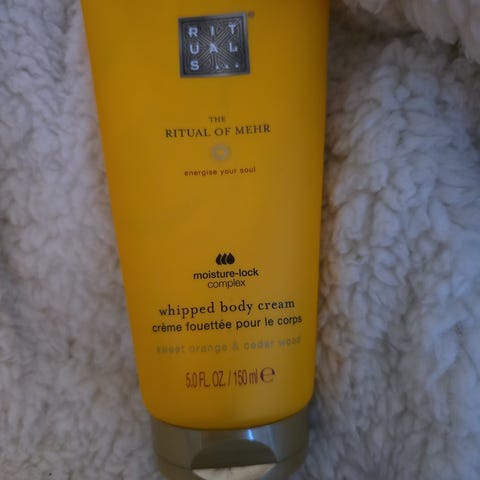 RIT
UAL
S...
THE
RITUAL OF MEHR
energise your soul
moisture-lock
complex
whipped body cream
crème fouettée pour le corps
sweet orange & cedar wood
5.0 FL. OZ. / 150 ml ℮